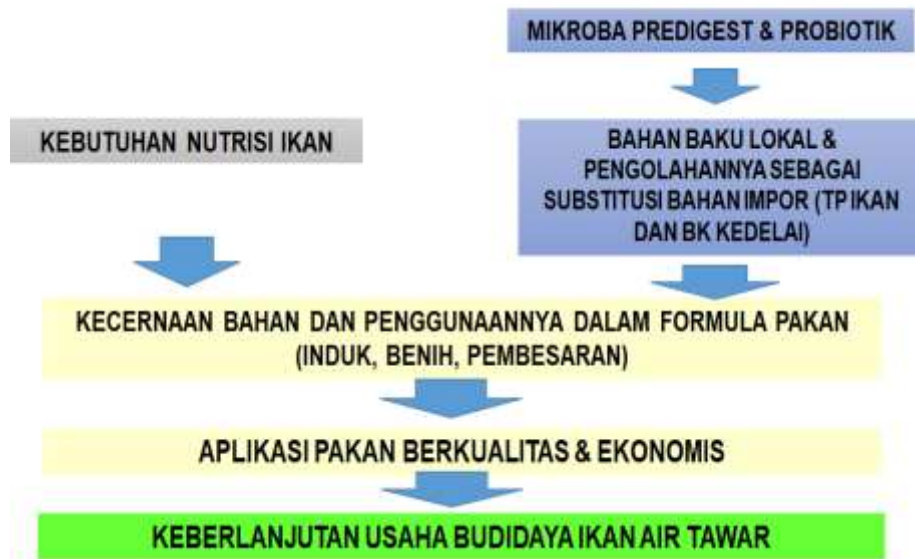 MIKROBA PREDIGEST & PROBIOTIK
KEBUTUHAN NUTRISI IKAN
BAHAN BAKU LOKAL &
PENGOLAHANNYA SEBAGAI
SUBSTITUSI BAHAN IMPOR (TP IKAN
DAN BK KEDELAI)
KECERNAAN BAHAN DAN PENGGUNAANNYA DALAM FORMULA PAKAN
(INDUK, BENIH, PEMBESARAN)
APLIKASI PAKAN BERKUALITAS & EKONOMIS
KEBERLANJUTAN USAHA BUDIDAYA IKAN AIR TAWAR